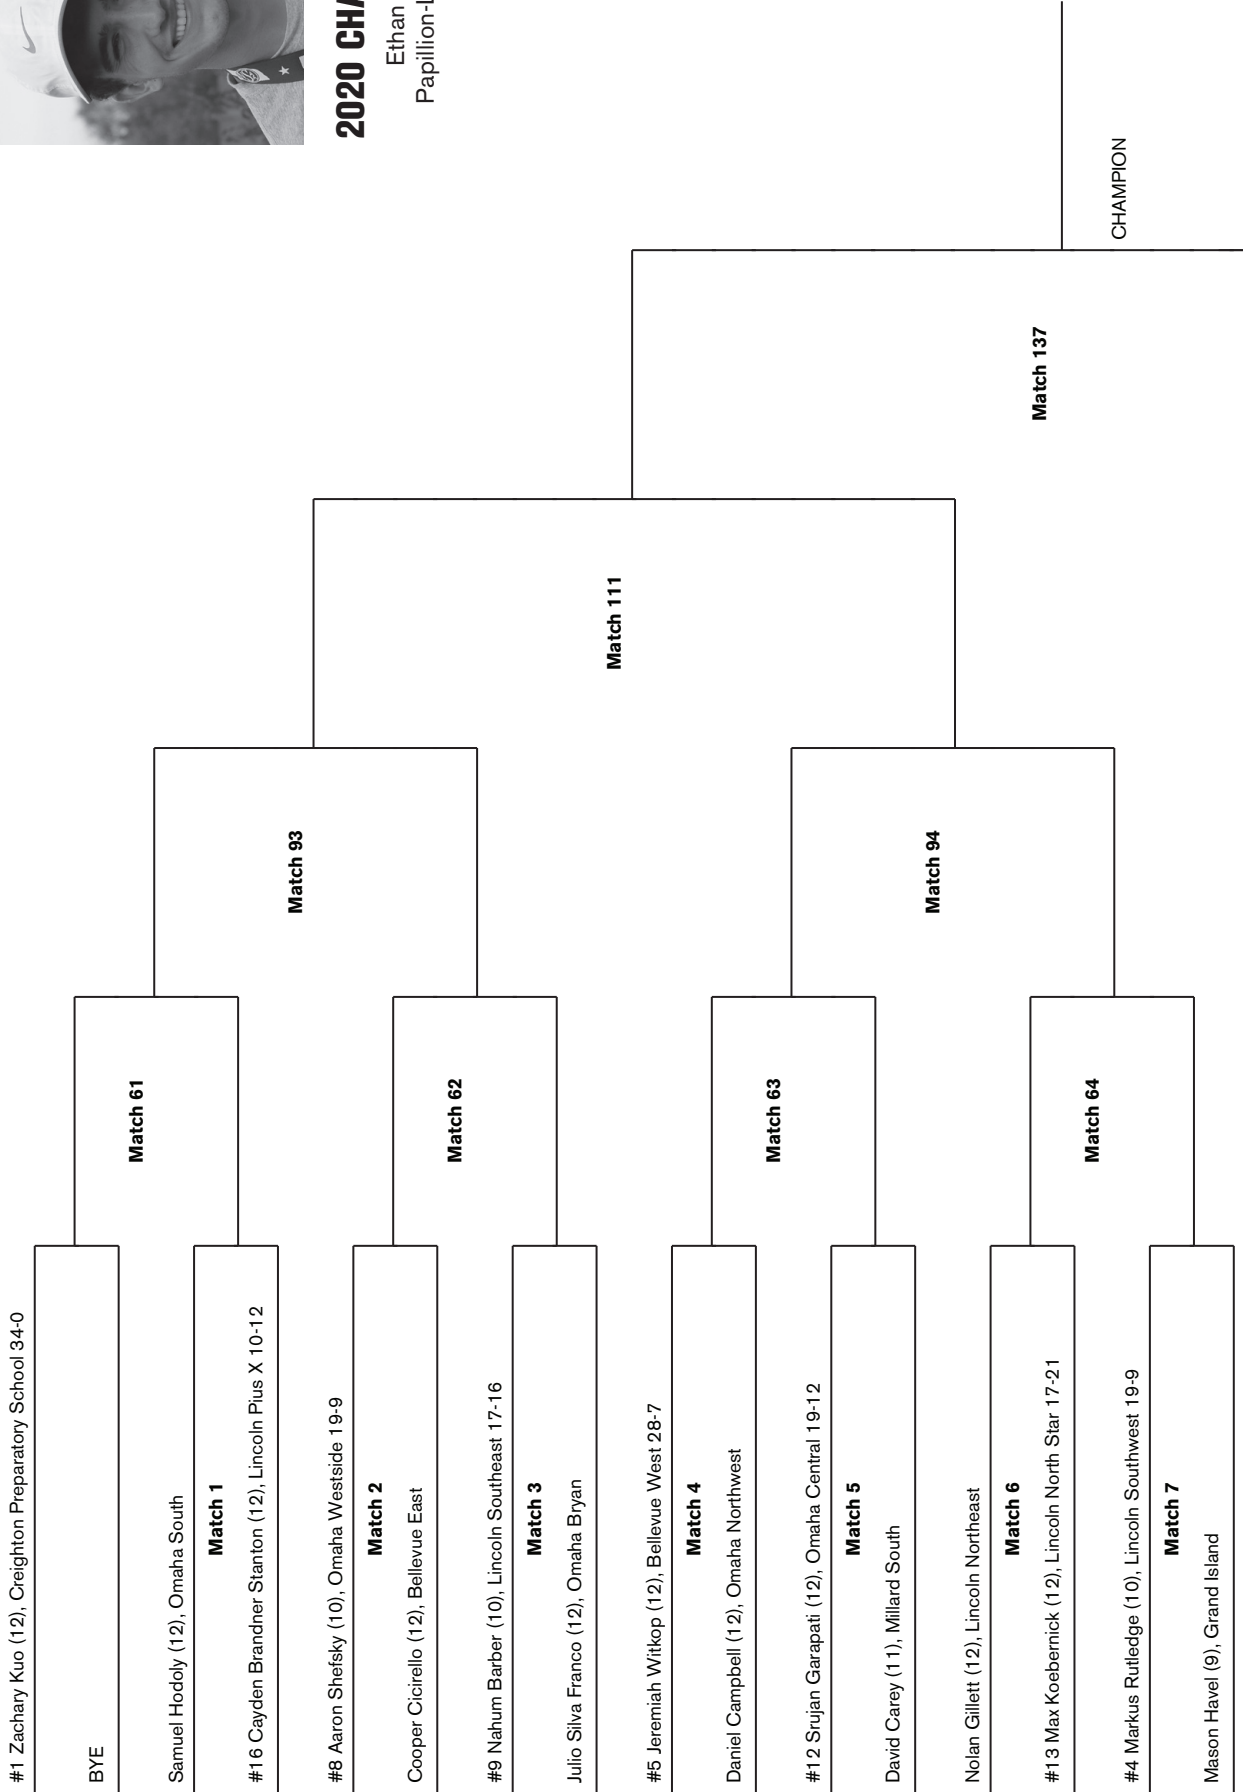 #1 Zachary Kuo (12), Creighton Preparatory School 34-0
BYE
Match 61
Samuel Hodoly (12), Omaha South
Match 1
#16 Cayden Brandner Stanton (12), Lincoln Pius X 10-12
Match 93
#8 Aaron Shefsky (10), Omaha Westside 19-9
Match 2
Cooper Cicirello (12), Bellevue East
Match 62
#9 Nahum Barber (10), Lincoln Southeast 17-16
Match 3
Julio Silva Franco (12), Omaha Bryan
Match 111
#5 Jeremiah Witkop (12), Bellevue West 28-7
Match 4
Daniel Campbell (12), Omaha Northwest
Match 63
#12 Srujan Garapati (12), Omaha Central 19-12
Match 5
David Carey (11), Millard South
Match 94
Nolan Gillett (12), Lincoln Northeast
Match 6
#13 Max Koebernick (12), Lincoln North Star 17-21
Match 64
#4 Markus Rutledge (10), Lincoln Southwest 19-9
Match 7
Mason Havel (9), Grand Island
Match 137
CHAMPION
2020
Ethan